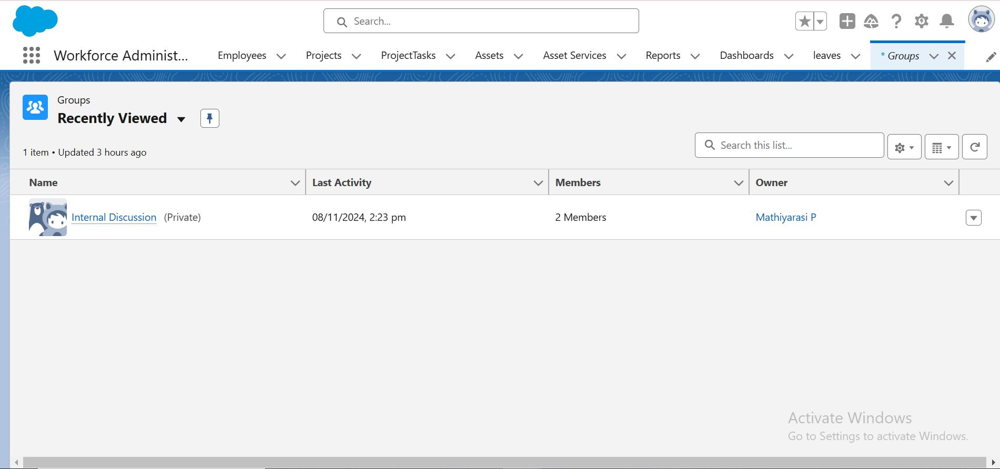 Search...
Workforce Administ...
Employees
Projects
ProjectTasks
Assets
Asset Services
Reports
Dashboards
leaves
* Groups
Groups
Recently Viewed
1 item • Updated 3 hours ago
Search this list...
Name
Last Activity
Members
Owner
Internal Discussion (Private)
08/11/2024, 2:23 pm
2 Members
Mathiyarasi P
Activate Windows
Go to Settings to activate Windows.